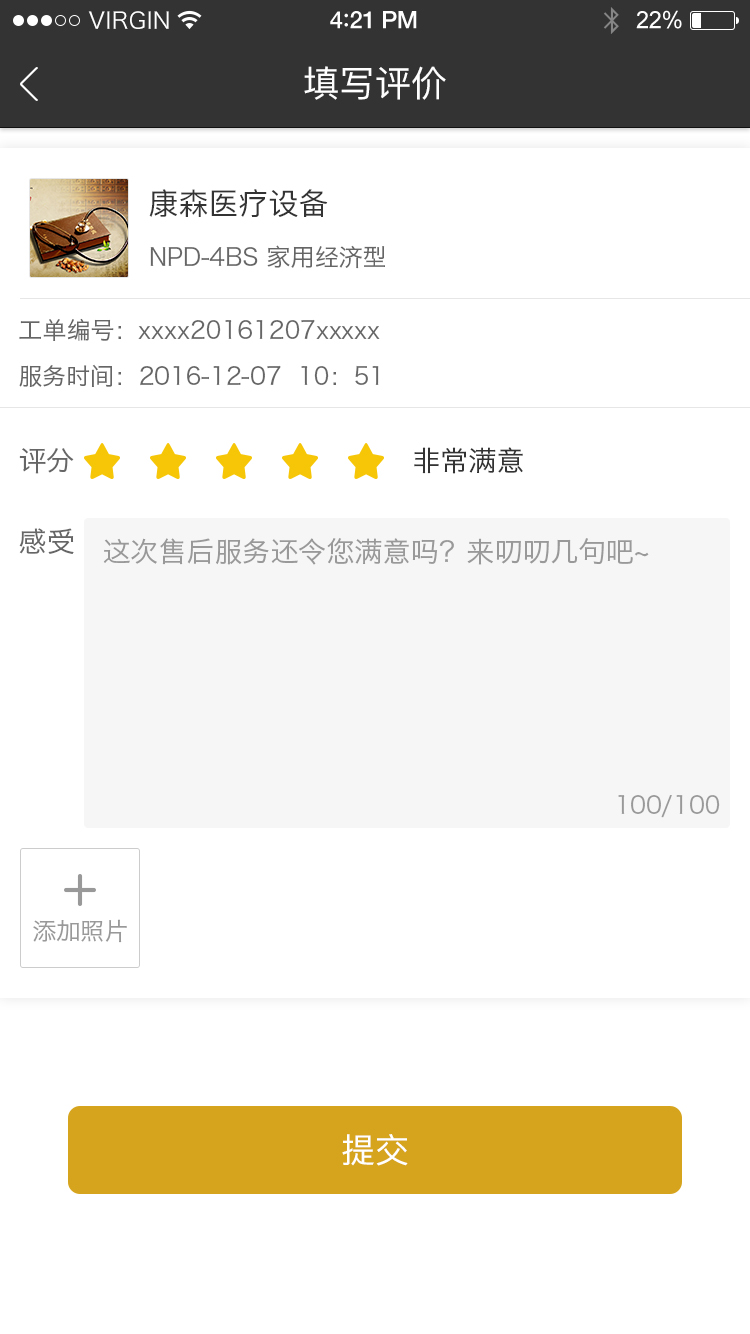 VIRGIN 4:21 PM 22%
填写评价
康森医疗设备
NPD-4BS 家用经济型
工单编号：xxxx20161207xxxxx
服务时间：2016-12-07 10：51
评分 非常满意
感受 这次售后服务还令您满意吗？来叨叨几句吧~
100/100
添加照片
提交